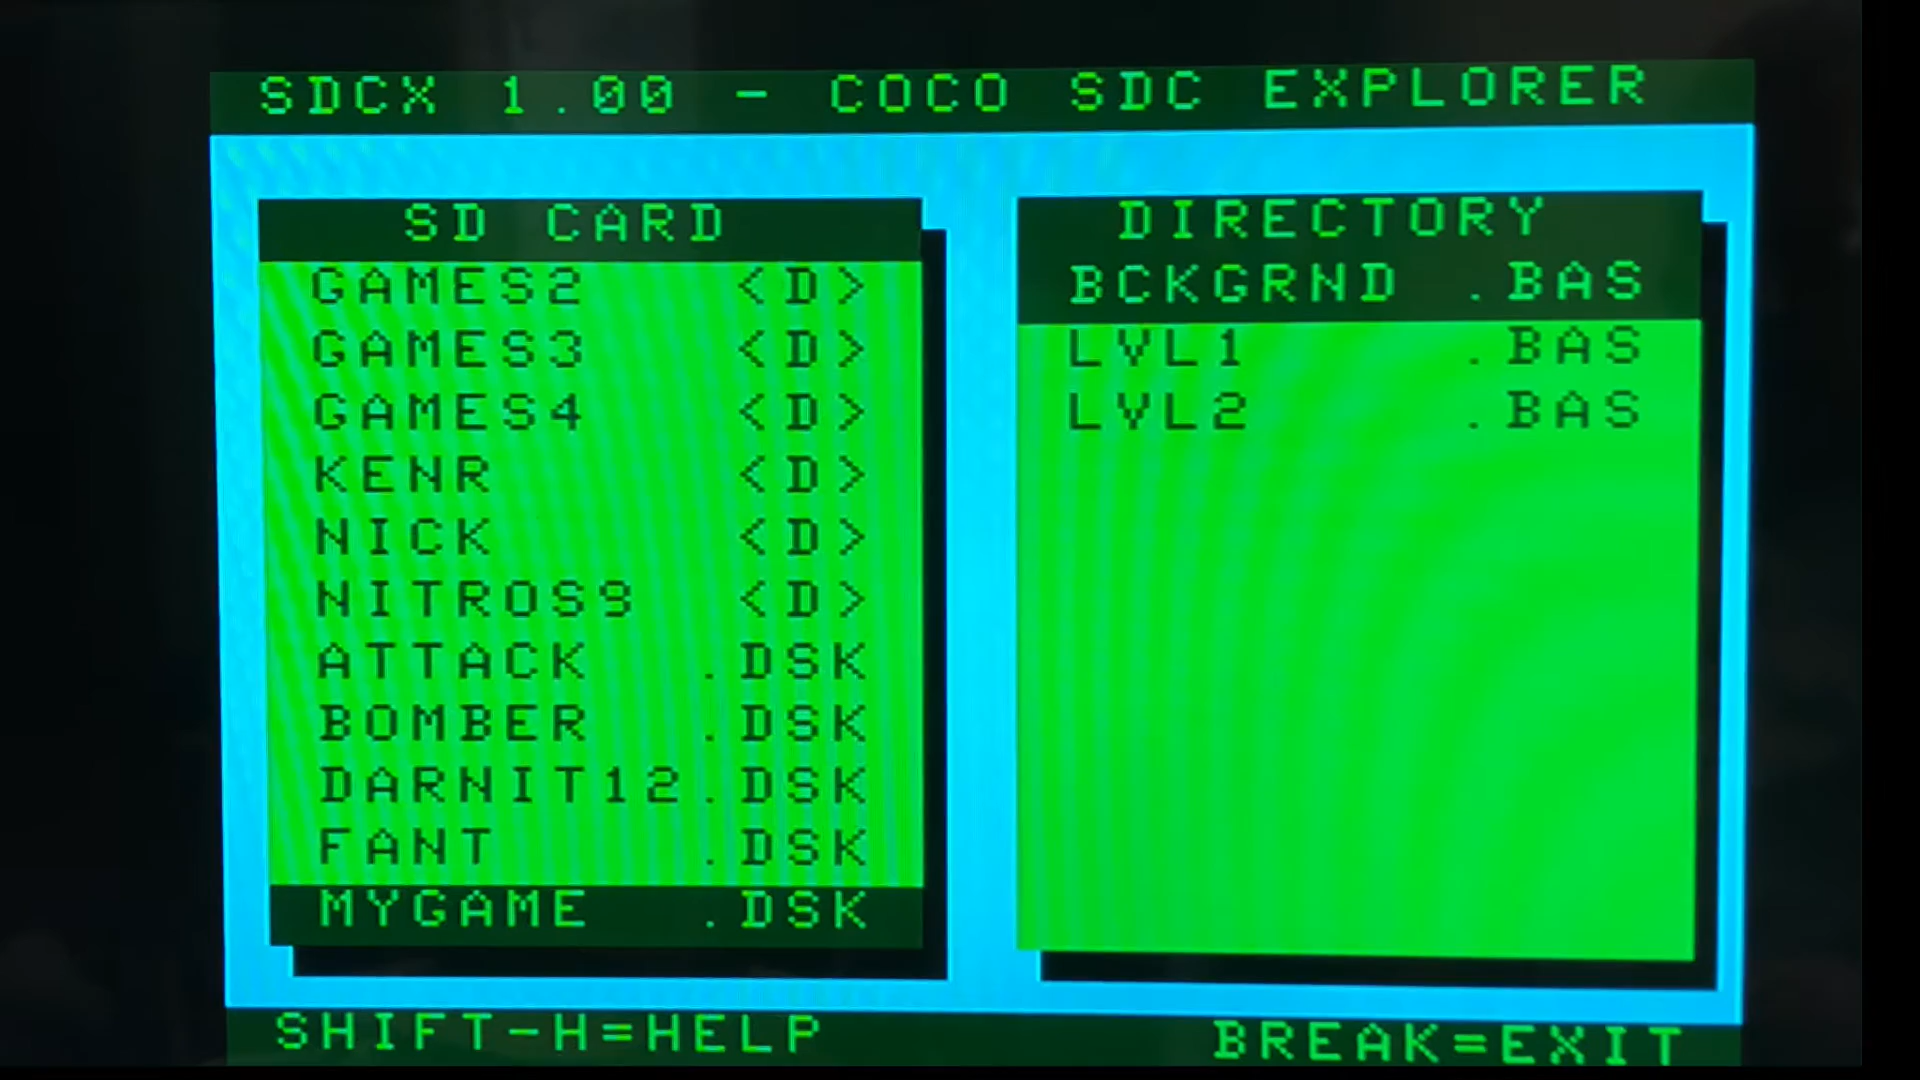 SDCX 1.00 - COCO SDC EXPLORER
SD CARD
GAMES2 <D>
GAMES3 <D>
GAMES4 <D>
KENR <D>
NICK <D>
NITROS9 <D>
ATTACK .DSK
BOMBER .DSK
DARNIT12.DSK
FANT .DSK
MYGAME .DSK
DIRECTORY
BCKGRND .BAS
LVL1 .BAS
LVL2 .BAS
SHIFT-H=HELP
BREAK=EXIT